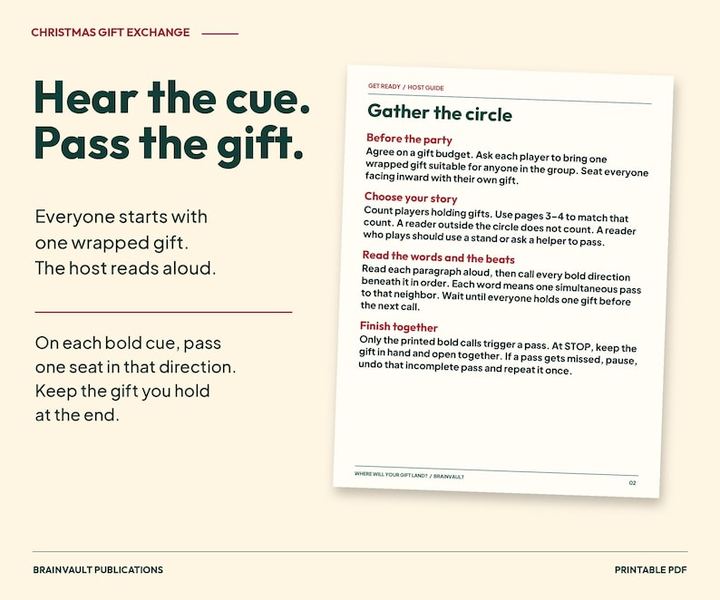 CHRISTMAS GIFT EXCHANGE
Hear the cue.
Pass the gift.
Everyone starts with
one wrapped gift.
The host reads aloud.
On each bold cue, pass
one seat in that direction.
Keep the gift you hold
at the end.
GET READY / HOST GUIDE
Gather the circle
Before the party
Agree on a gift budget. Ask each player to bring one
wrapped gift suitable for anyone in the group. Seat everyone
facing inward with their own gift.
Choose your story
Count players holding gifts. Use pages 3–4 to match that
count. A reader outside the circle does not count. A reader
who plays should use a stand or ask a helper to pass.
Read the words and the beats
Read each paragraph aloud, then call every bold direction
beneath it in order. Each word means one simultaneous pass
to that neighbor. Wait until everyone holds one gift before
the next call.
Finish together
Only the printed bold calls trigger a pass. At STOP, keep the
gift in hand and open together. If a pass gets missed, pause,
undo that incomplete pass and repeat it once.
WHERE WILL YOUR GIFT LAND? / BRAINVAULT
02
BRAINVAULT PUBLICATIONS
PRINTABLE PDF